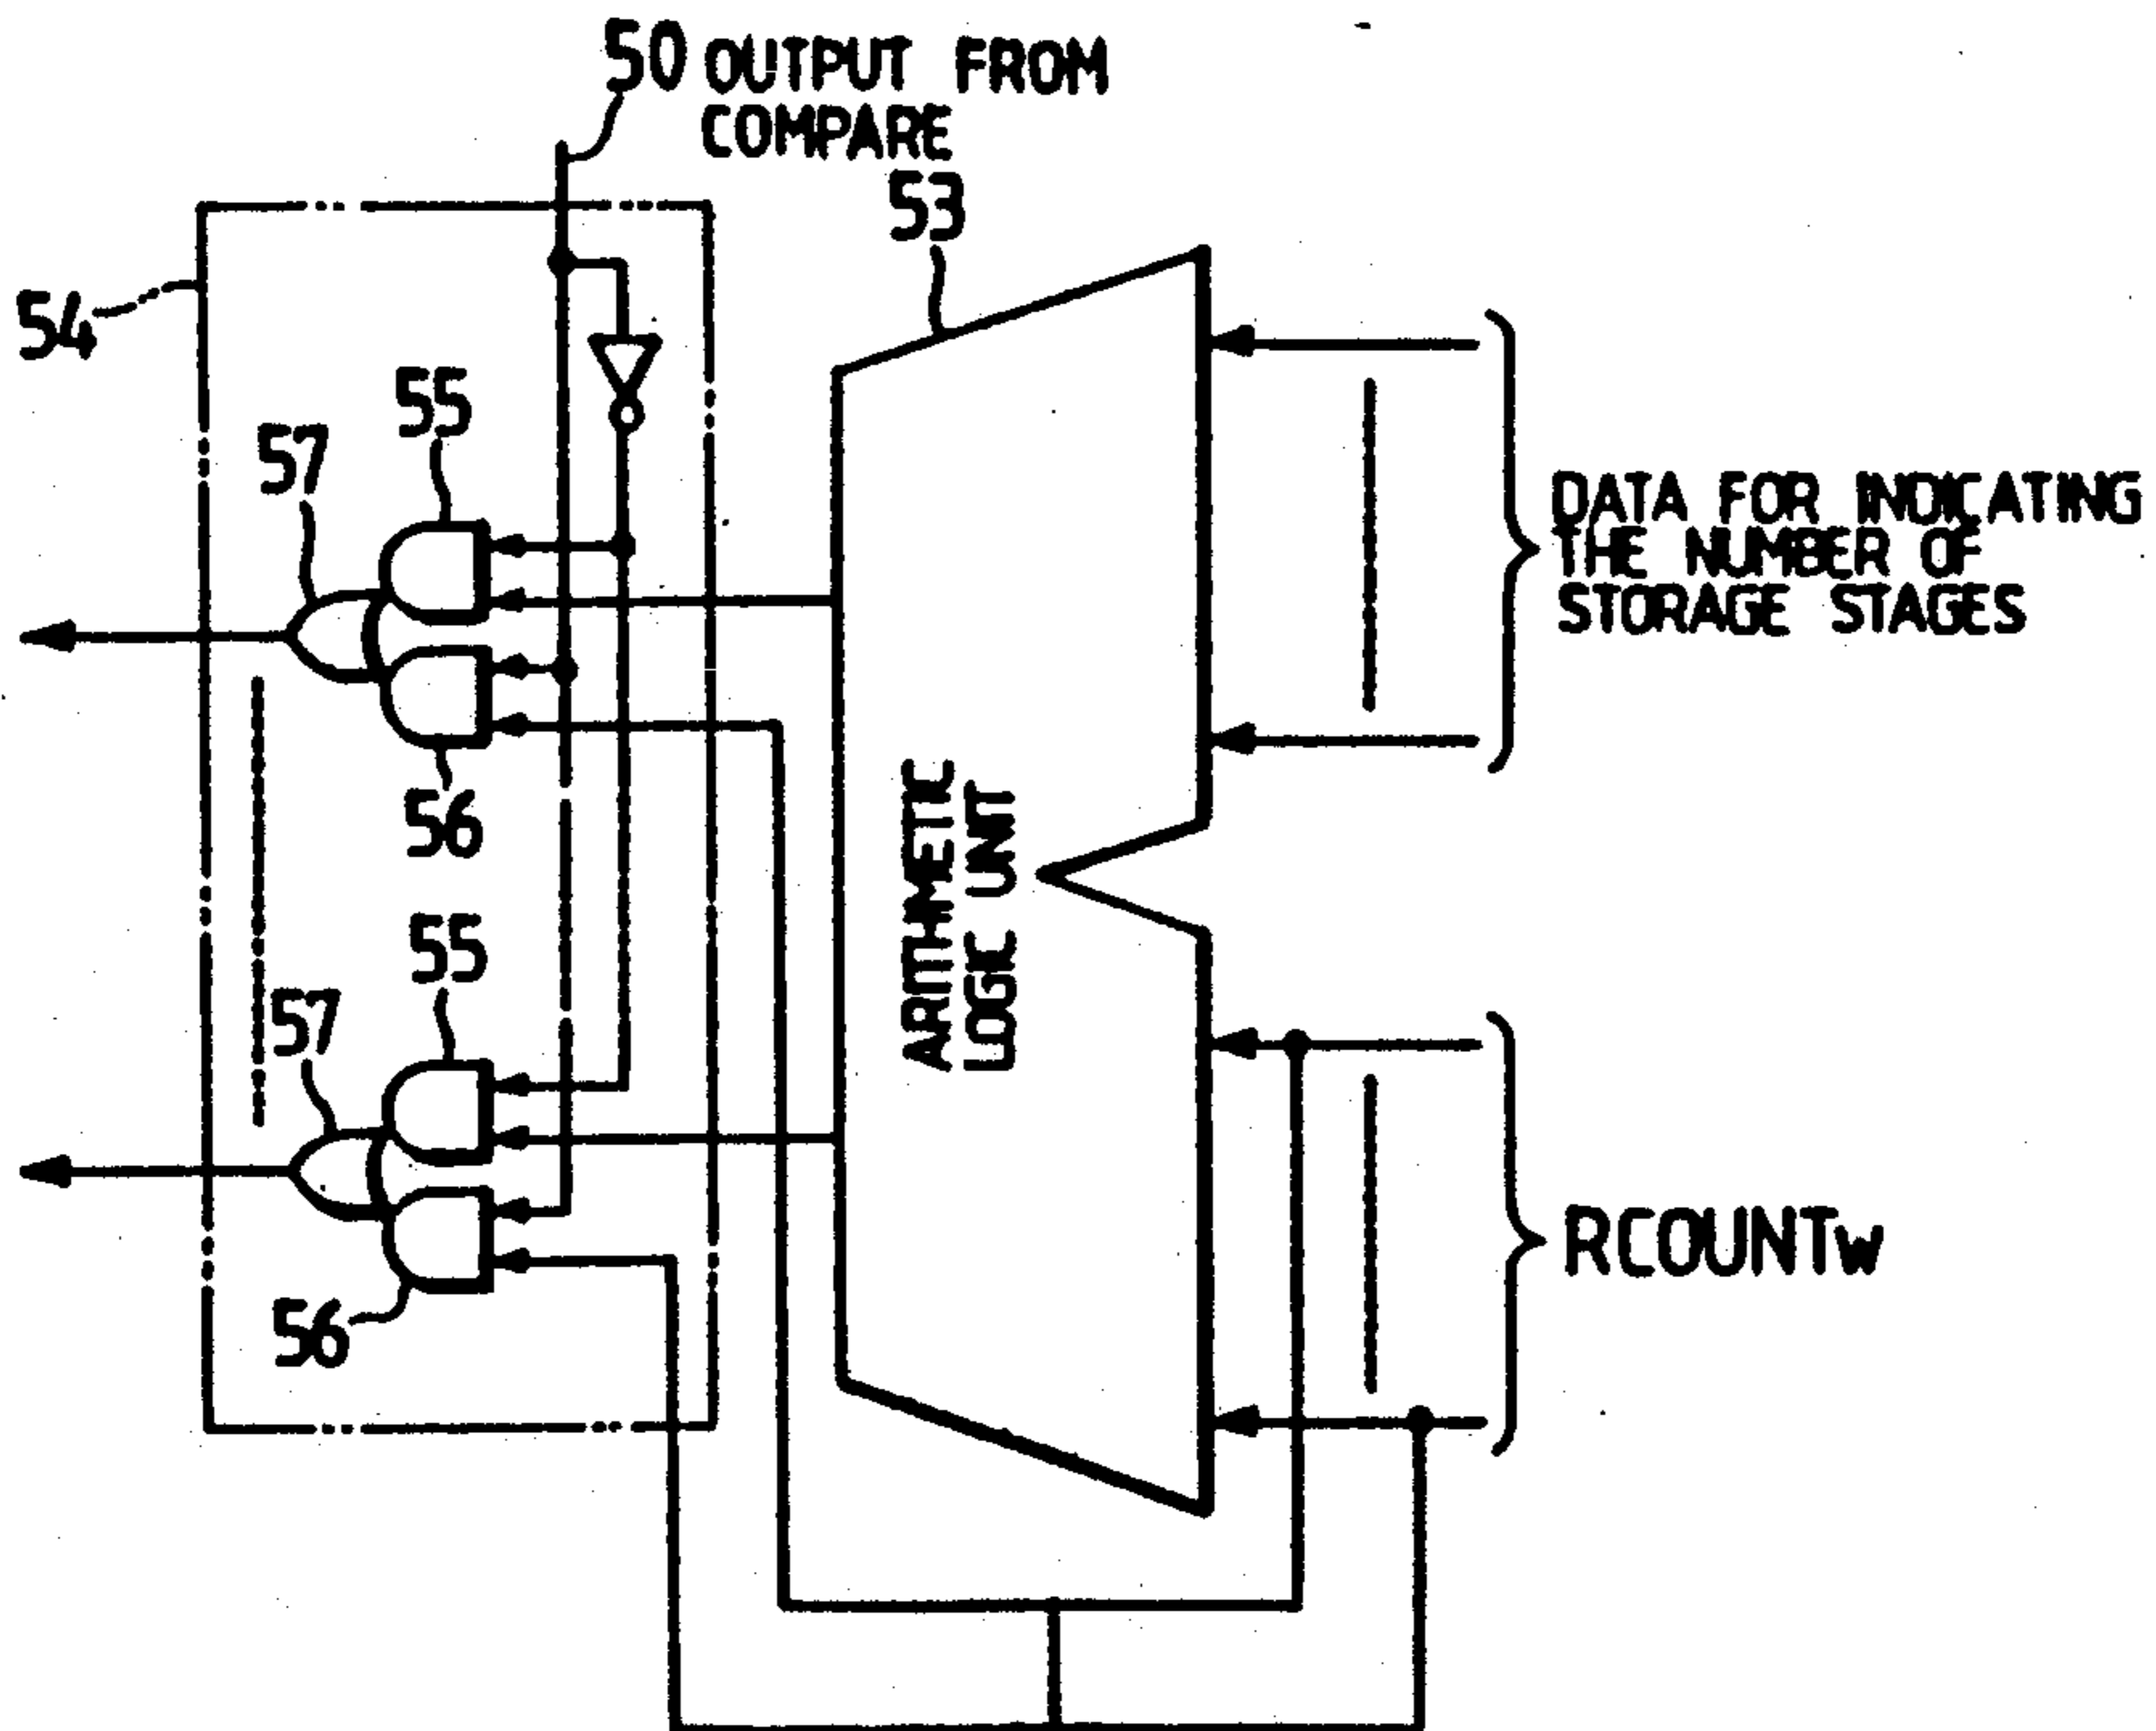 50 OUTPUT FROM
COMPARE
53
54
55
57
DATA FOR INDICATING
THE NUMBER OF
STORAGE STAGES
56
ARITHMETIC
LOGIC UNIT
55
57
RCOUNTW
56